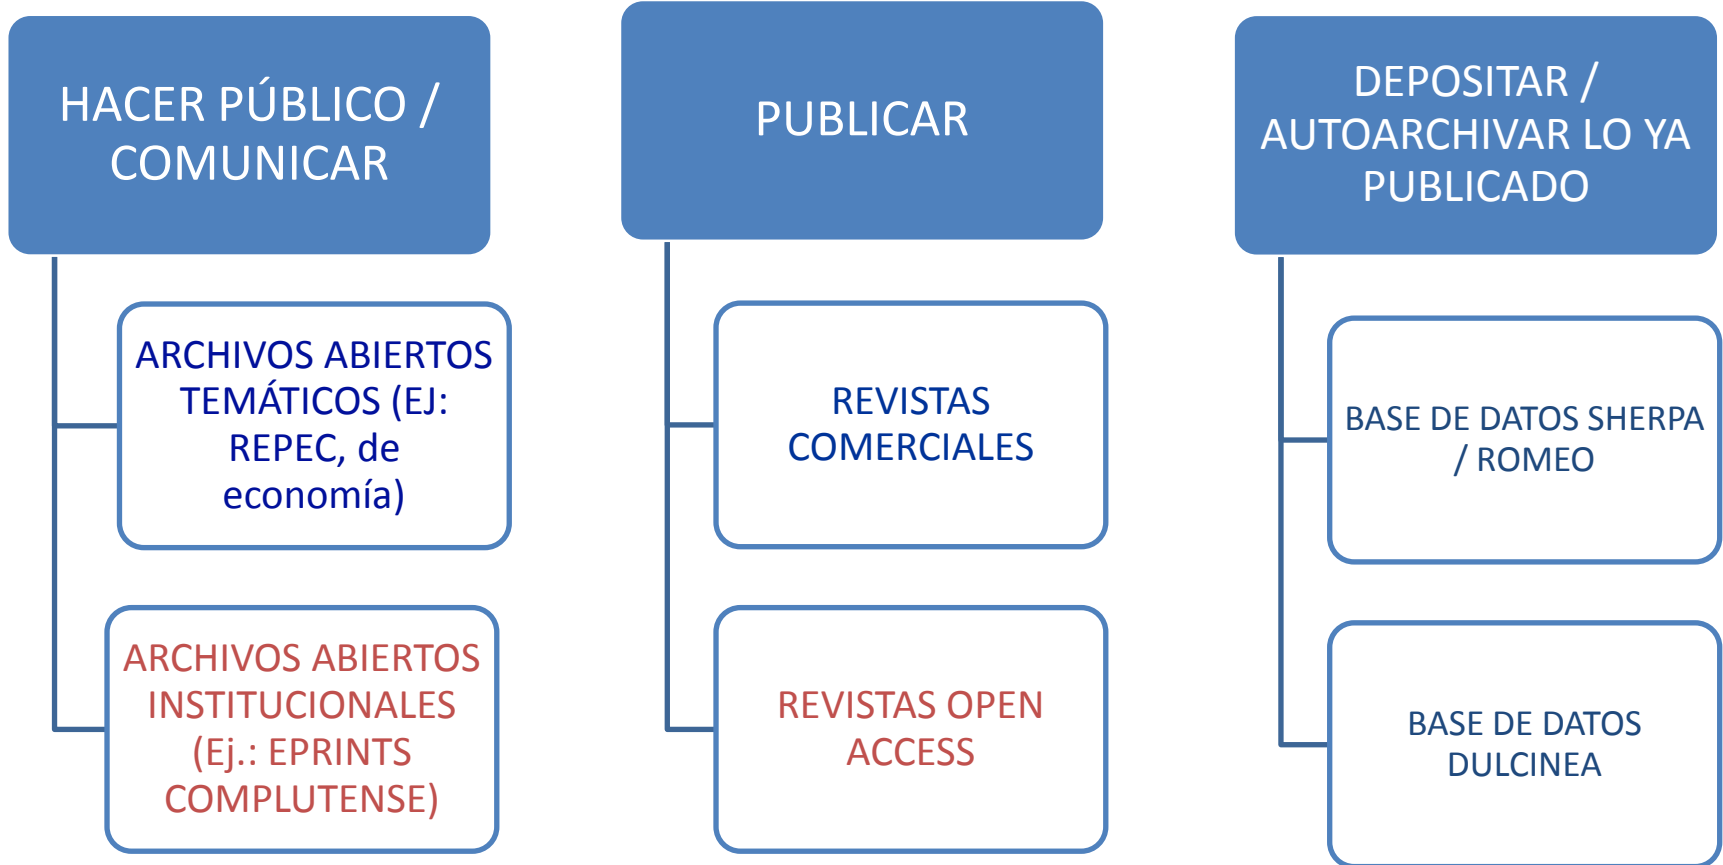 HACER PÚBLICO /
COMUNICAR
ARCHIVOS ABIERTOS
TEMÁTICOS (EJ:
REPEC, de
economía)
ARCHIVOS ABIERTOS
INSTITUCIONALES
(Ej.: EPRINTS
COMPLUTENSE)
PUBLICAR
REVISTAS
COMERCIALES
REVISTAS OPEN
ACCESS
DEPOSITAR /
AUTOARCHIVAR LO YA
PUBLICADO
BASE DE DATOS SHERPA
/ ROMEO
BASE DE DATOS
DULCINEA